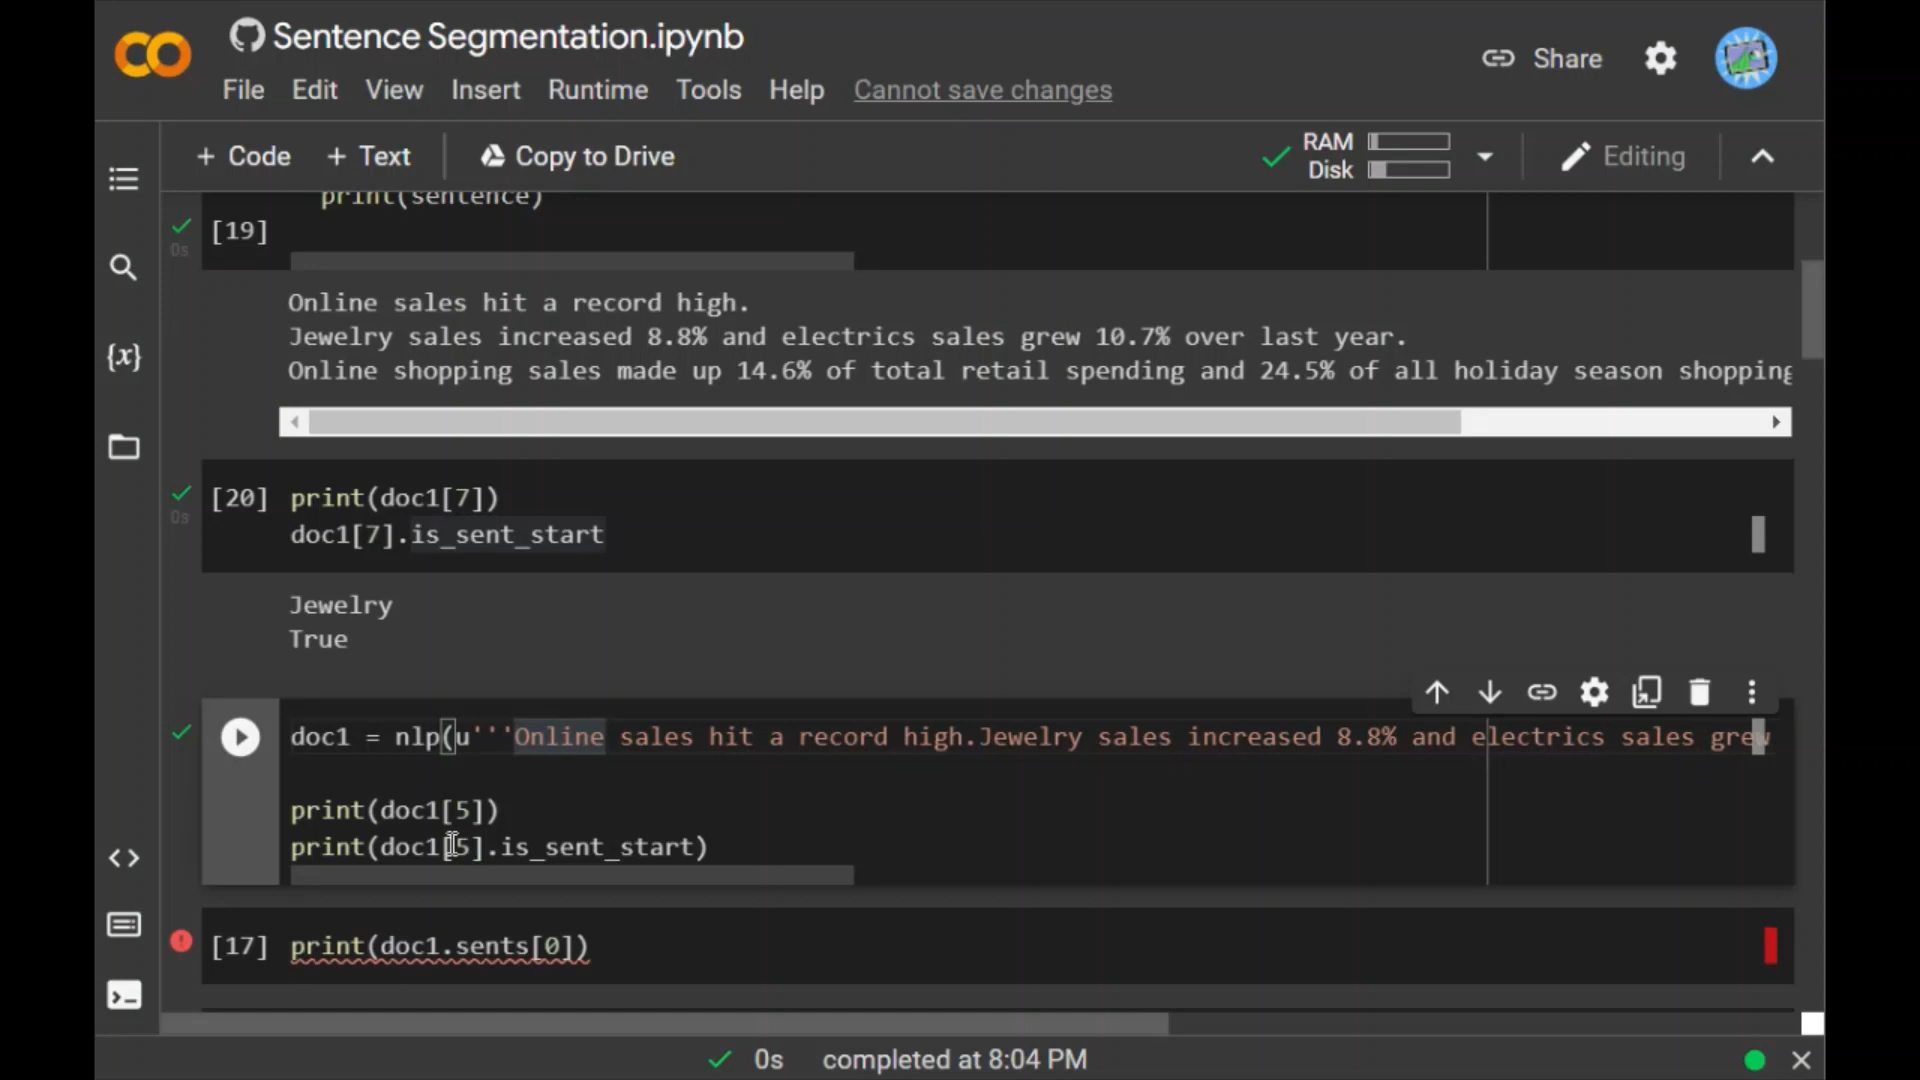 Sentence Segmentation.ipynb
File Edit View Insert Runtime Tools Help Cannot save changes
Share
+ Code + Text Copy to Drive
RAM
Disk
Editing
print(sentence)
[19]
0s
Online sales hit a record high.
Jewelry sales increased 8.8% and electrics sales grew 10.7% over last year.
Online shopping sales made up 14.6% of total retail spending and 24.5% of all holiday season shopping
[20] print(doc1[7])
0s
doc1[7].is_sent_start
Jewelry
True
doc1 = nlp(u'''Online sales hit a record high.Jewelry sales increased 8.8% and electrics sales grew
print(doc1[5])
print(doc1[5].is_sent_start)
[17] print(doc1.sents[0])
0s completed at 8:04 PM